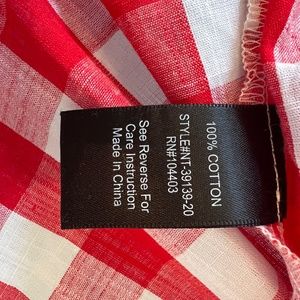 100% COTTON
STYLE#NT-39139-20
RN#104403
See Reverse For
Care Instruction
Made In China